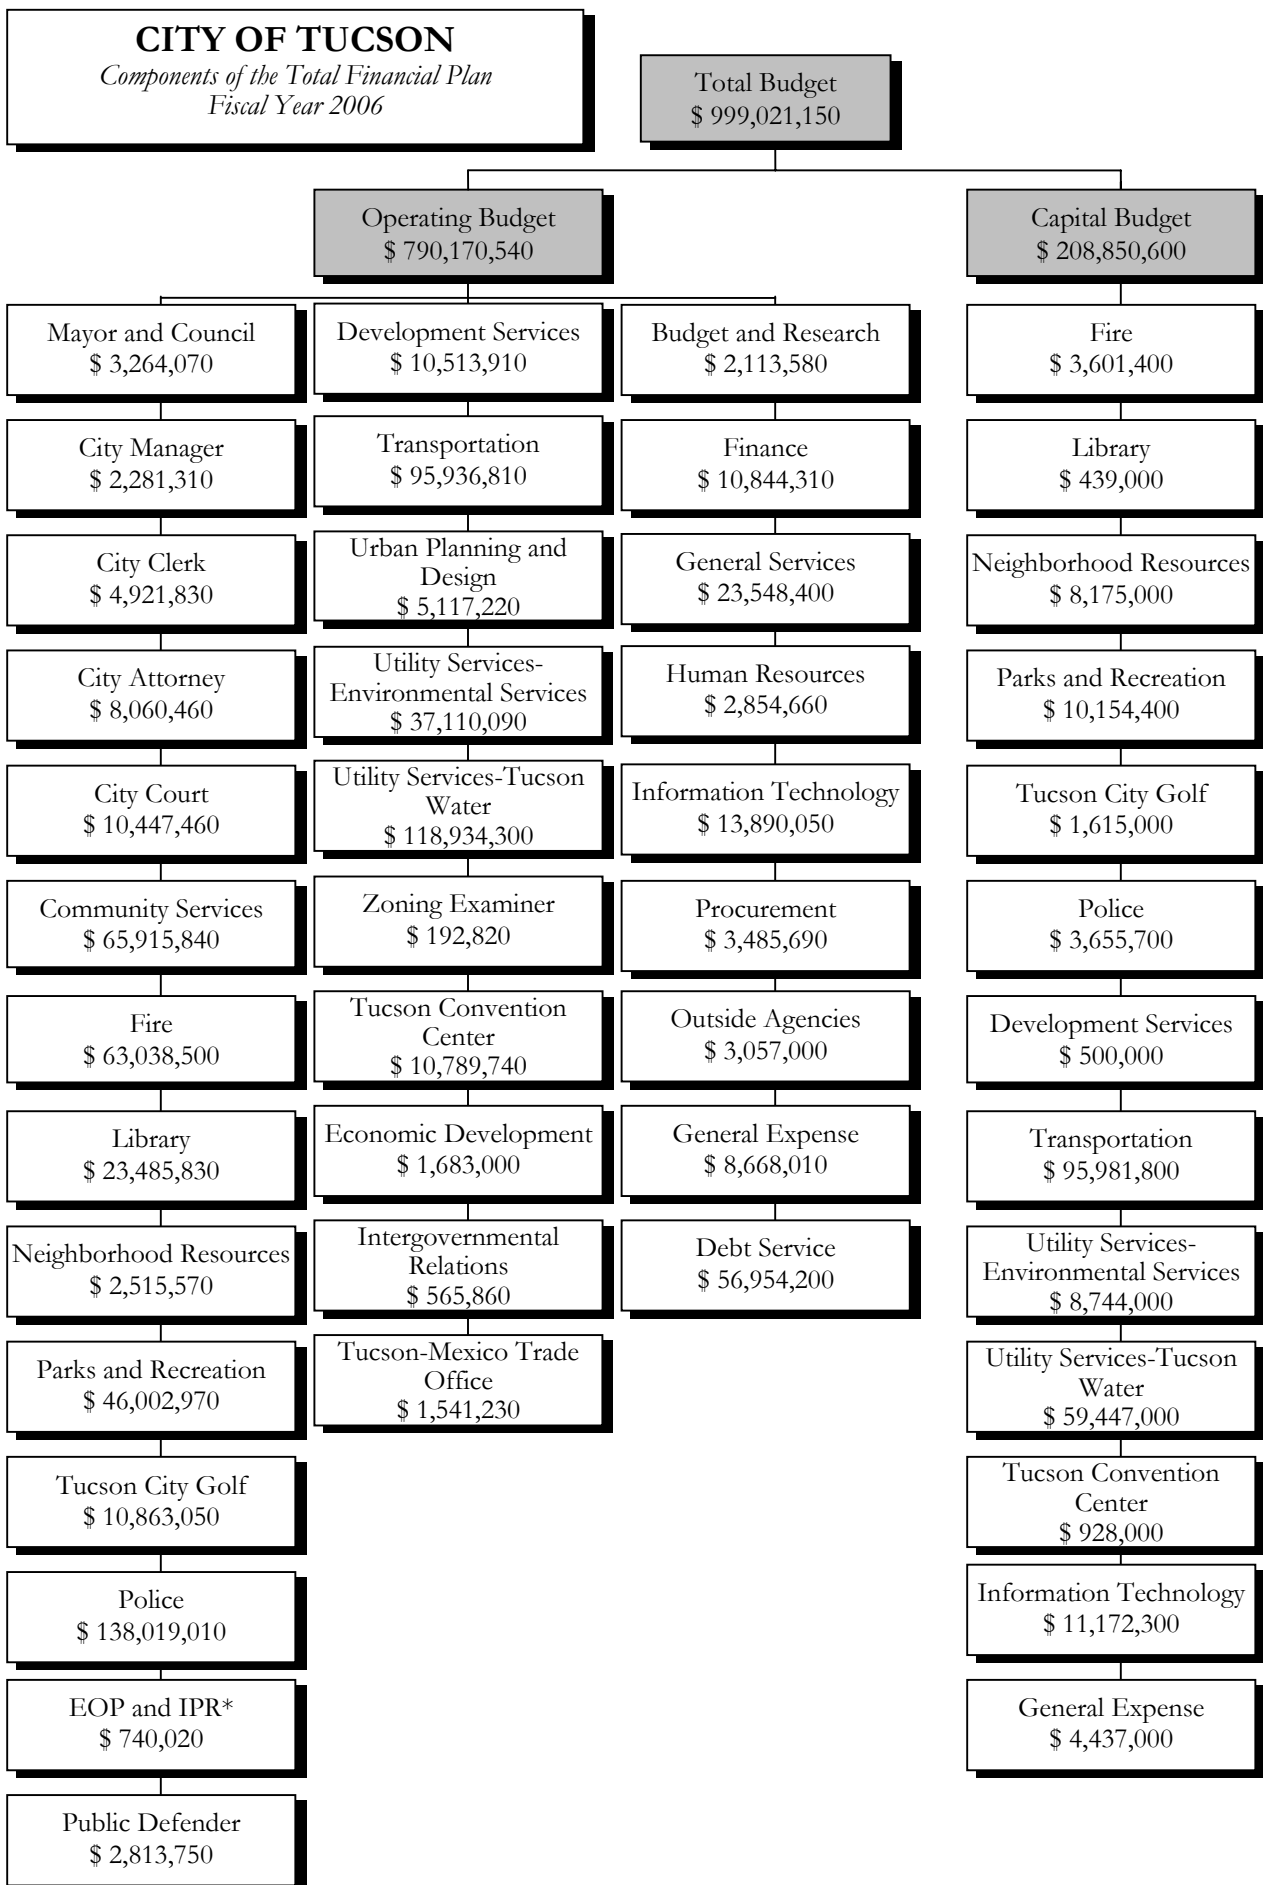 CITY OF TUCSON
Components of the Total Financial Plan
Fiscal Year 2006
Total Budget
$ 999,021,150
Operating Budget
$ 790,170,540
Capital Budget
$ 208,850,600
Mayor and Council
$ 3,264,070
City Manager
$ 2,281,310
City Clerk
$ 4,921,830
City Attorney
$ 8,060,460
City Court
$ 10,447,460
Community Services
$ 65,915,840
Fire
$ 63,038,500
Library
$ 23,485,830
Neighborhood Resources
$ 2,515,570
Parks and Recreation
$ 46,002,970
Tucson City Golf
$ 10,863,050
Police
$ 138,019,010
EOP and IPR*
$ 740,020
Public Defender
$ 2,813,750
Development Services
$ 10,513,910
Transportation
$ 95,936,810
Urban Planning and
Design
$ 5,117,220
Utility Services-
Environmental Services
$ 37,110,090
Utility Services-Tucson
Water
$ 118,934,300
Zoning Examiner
$ 192,820
Tucson Convention
Center
$ 10,789,740
Economic Development
$ 1,683,000
Intergovernmental
Relations
$ 565,860
Tucson-Mexico Trade
Office
$ 1,541,230
Budget and Research
$ 2,113,580
Finance
$ 10,844,310
General Services
$ 23,548,400
Human Resources
$ 2,854,660
Information Technology
$ 13,890,050
Procurement
$ 3,485,690
Outside Agencies
$ 3,057,000
General Expense
$ 8,668,010
Debt Service
$ 56,954,200
Fire
$ 3,601,400
Library
$ 439,000
Neighborhood Resources
$ 8,175,000
Parks and Recreation
$ 10,154,400
Tucson City Golf
$ 1,615,000
Police
$ 3,655,700
Development Services
$ 500,000
Transportation
$ 95,981,800
Utility Services-
Environmental Services
$ 8,744,000
Utility Services-Tucson
Water
$ 59,447,000
Tucson Convention
Center
$ 928,000
Information Technology
$ 11,172,300
General Expense
$ 4,437,000